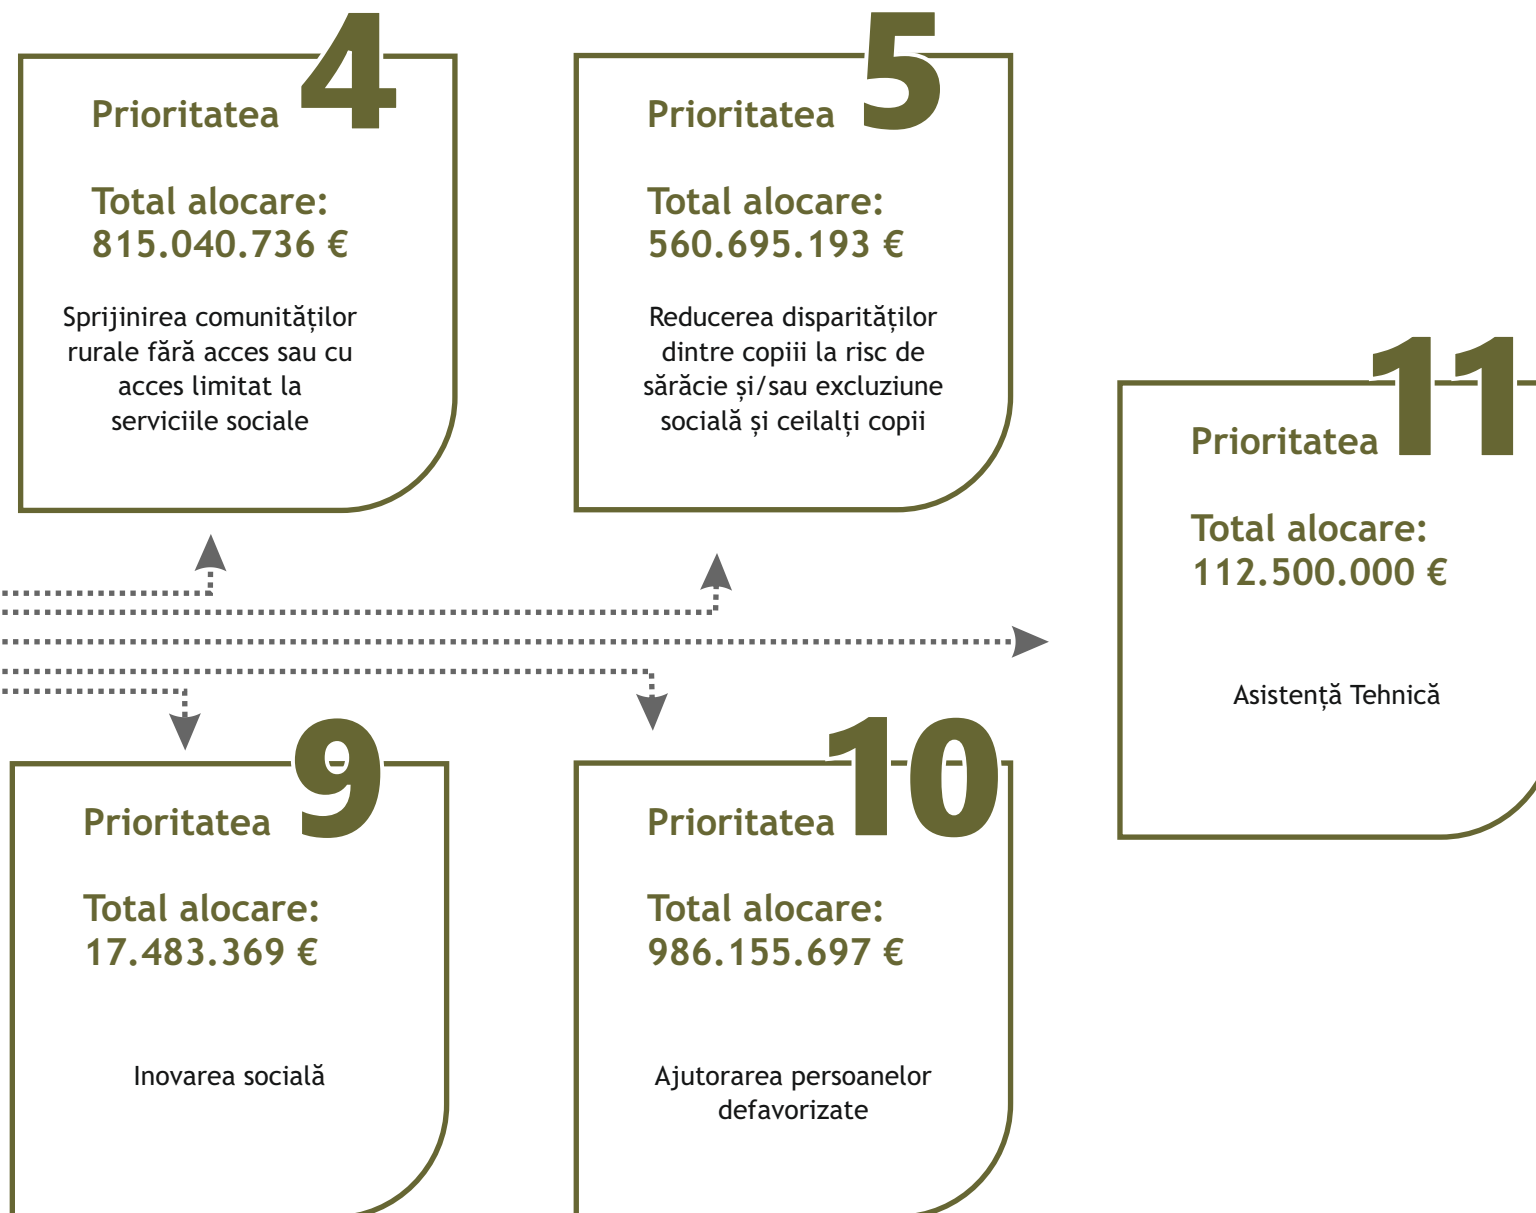 Prioritatea 4
Total alocare:
815.040.736 €
Sprijinirea comunităților
rurale fără acces sau cu
acces limitat la
serviciile sociale
Prioritatea 5
Total alocare:
560.695.193 €
Reducerea disparităților
dintre copiii la risc de
sărăcie și/sau excluziune
socială și ceilalți copii
Prioritatea 11
Total alocare:
112.500.000 €
Asistență Tehnică
Prioritatea 9
Total alocare:
17.483.369 €
Inovarea socială
Prioritatea 10
Total alocare:
986.155.697 €
Ajutorarea persoanelor
defavorizate